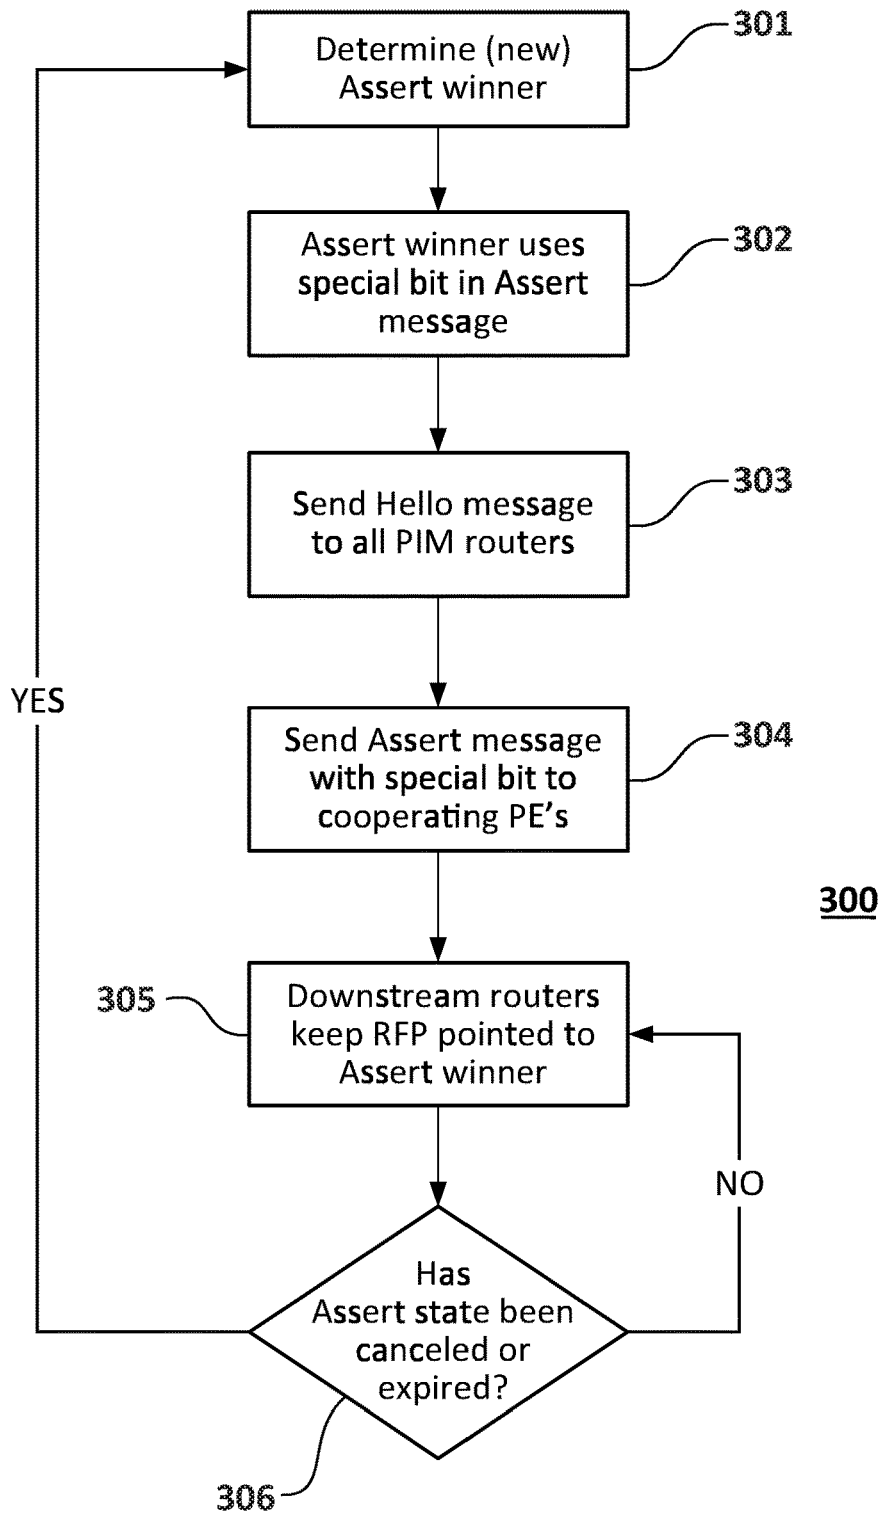 301
Determine (new)
Assert winner
302
Assert winner uses
special bit in Assert
message
303
Send Hello message
to all PIM routers
YES
304
Send Assert message
with special bit to
cooperating PE's
300
305
Downstream routers
keep RFP pointed to
Assert winner
NO
Has
Assert state been
canceled or
expired?
306